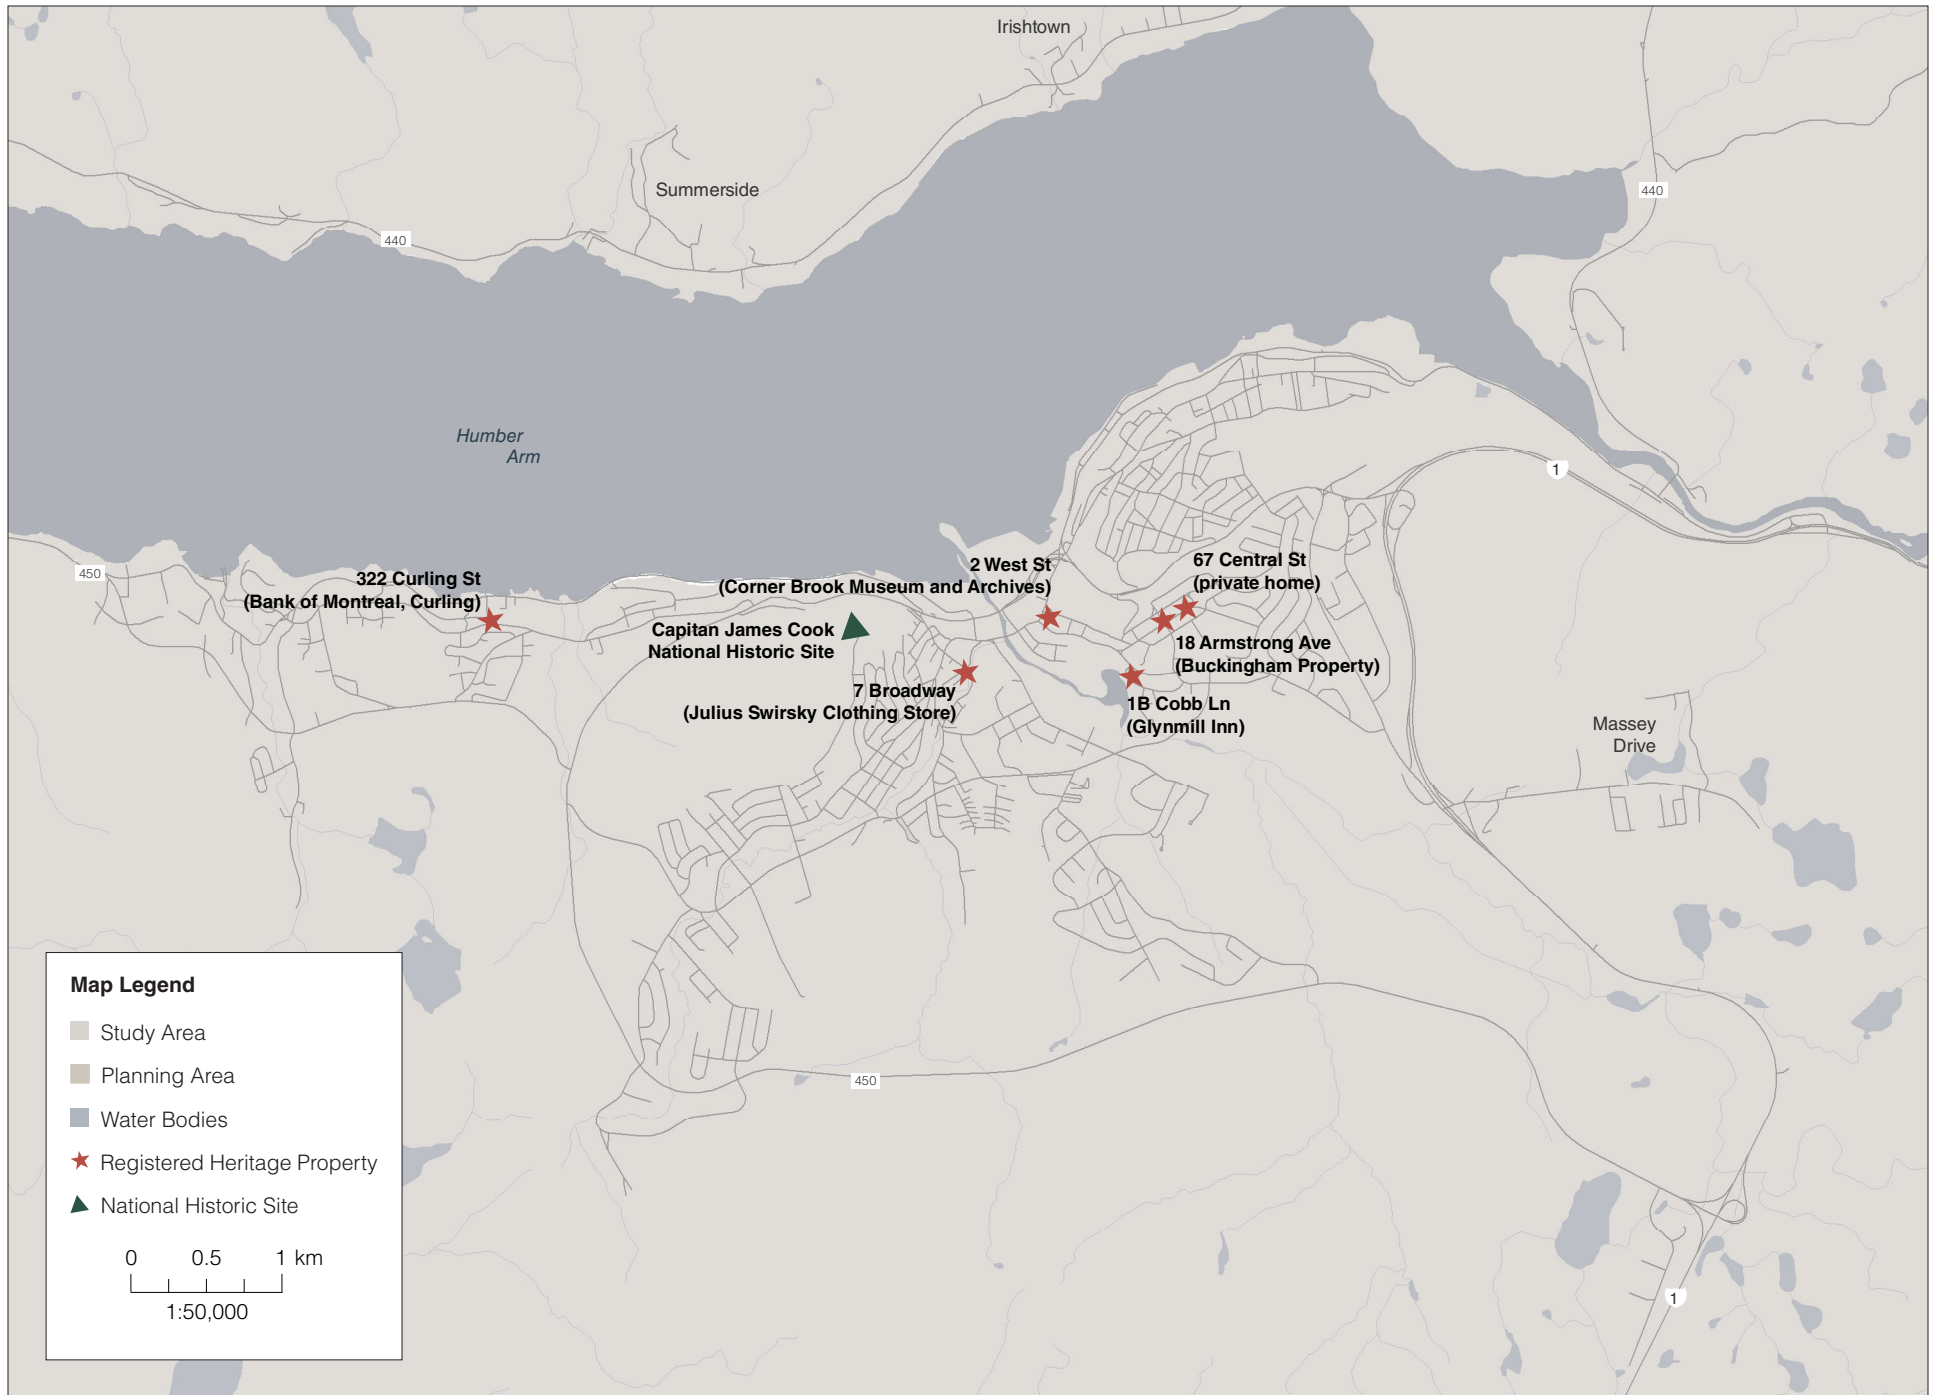 Irishtown
Summerside
440
440
Humber
Arm
1
450
322 Curling St
(Bank of Montreal, Curling)
2 West St
(Corner Brook Museum and Archives)
67 Central St
(private home)
Capitan James Cook
National Historic Site
18 Armstrong Ave
(Buckingham Property)
7 Broadway
(Julius Swirsky Clothing Store)
1B Cobb Ln
(Glynmill Inn)
Massey
Drive
450
1
Map Legend
Study Area
Planning Area
Water Bodies
Registered Heritage Property
National Historic Site
0 0.5 1 km
1:50,000